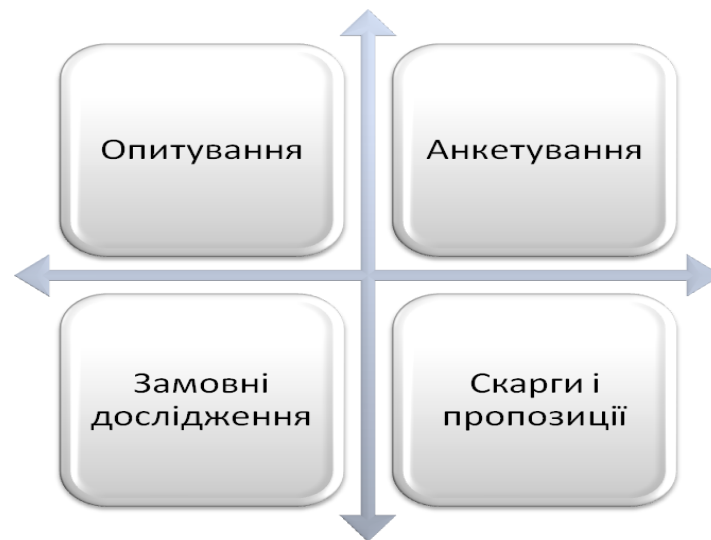 Опитування
Анкетування
Замовні
дослідження
Скарги і
пропозиції